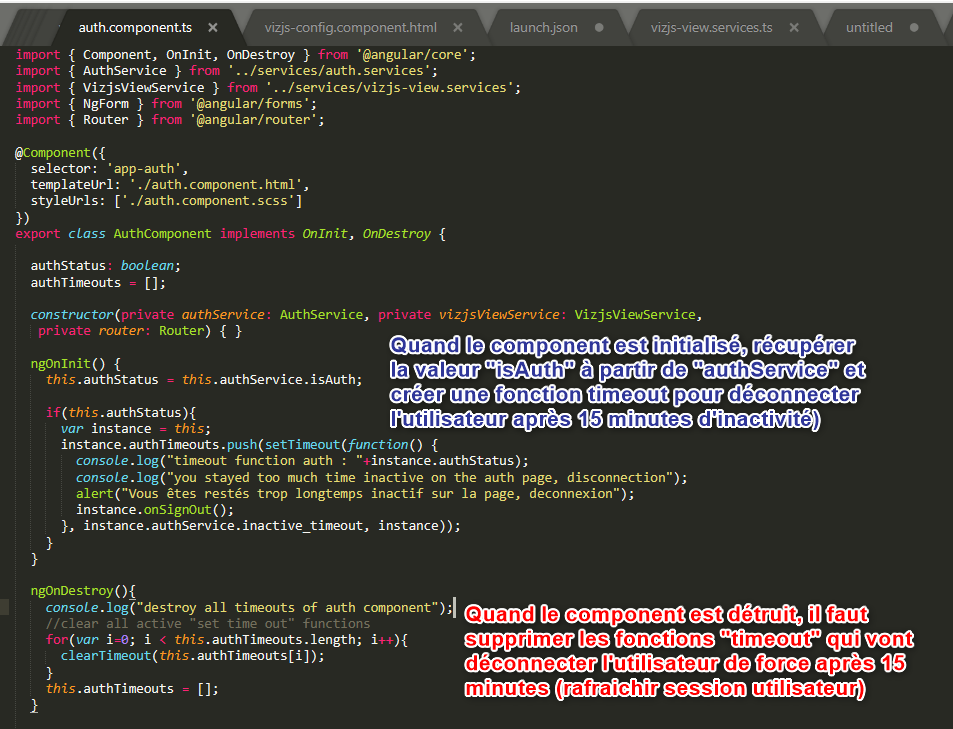 auth.component.ts × vizjs-config.component.html × launch.json vizjs-view.services.ts × untitled
import { Component, OnInit, OnDestroy } from '@angular/core';
import { AuthService } from '../services/auth.services';
import { VizjsViewService } from '../services/vizjs-view.services';
import { NgForm } from '@angular/forms';
import { Router } from '@angular/router';
@Component({
selector: 'app-auth',
templateUrl: './auth.component.html',
styleUrls: ['./auth.component.scss']
})
export class AuthComponent implements OnInit, OnDestroy {
authStatus: boolean;
authTimeouts = [];
constructor(private authService: AuthService, private vizjsViewService: VizjsViewService,
private router: Router) { }
Quand le component est initialisé, récupérer
la valeur "isAuth" à partir de "authService" et
créer une fonction timeout pour déconnecter
l'utilisateur après 15 minutes d'inactivité)
ngOnInit() {
this.authStatus = this.authService.isAuth;
if(this.authStatus){
var instance = this;
instance.authTimeouts.push(setTimeout(function() {
console.log("timeout function auth : "+instance.authStatus);
console.log("you stayed too much time inactive on the auth page, disconnection");
alert("Vous êtes restés trop longtemps inactif sur la page, deconnexion");
instance.onSignOut();
}, instance.authService.inactive_timeout, instance));
}
}
ngOnDestroy(){
console.log("destroy all timeouts of auth component");
//clear all active "set time out" functions
for(var i=0; i < this.authTimeouts.length; i++){
clearTimeout(this.authTimeouts[i]);
}
this.authTimeouts = [];
}
Quand le component est détruit, il faut
supprimer les fonctions "timeout" qui vont
déconnecter l'utilisateur de force après 15
minutes (rafraichir session utilisateur)